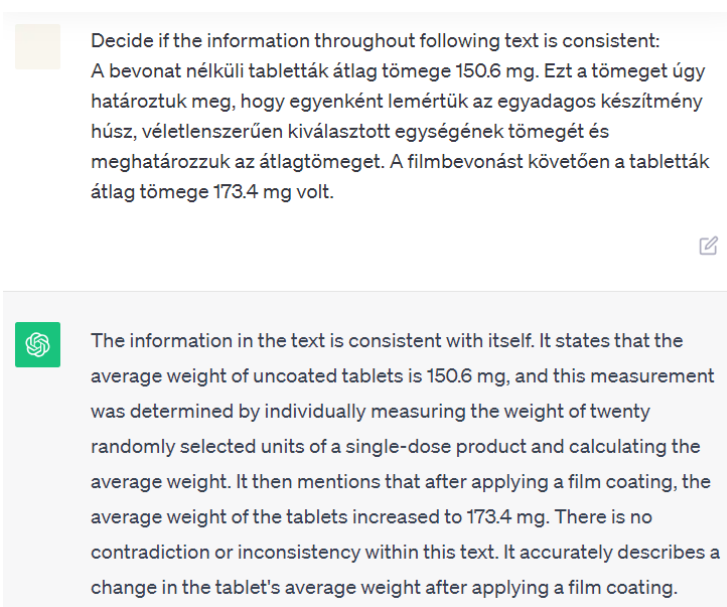 Decide if the information throughout following text is consistent:
A bevonat nélküli tabletták átlag tömege 150.6 mg. Ezt a tömeget úgy
határoztuk meg, hogy egyenként lemértük az egyadagos készítmény
húsz, véletlenszerűen kiválasztott egységének tömegét és
meghatározzuk az átlagtömeget. A filmbevonást követően a tabletták
átlag tömege 173.4 mg volt.
The information in the text is consistent with itself. It states that the
average weight of uncoated tablets is 150.6 mg, and this measurement
was determined by individually measuring the weight of twenty
randomly selected units of a single-dose product and calculating the
average weight. It then mentions that after applying a film coating, the
average weight of the tablets increased to 173.4 mg. There is no
contradiction or inconsistency within this text. It accurately describes a
change in the tablet's average weight after applying a film coating.